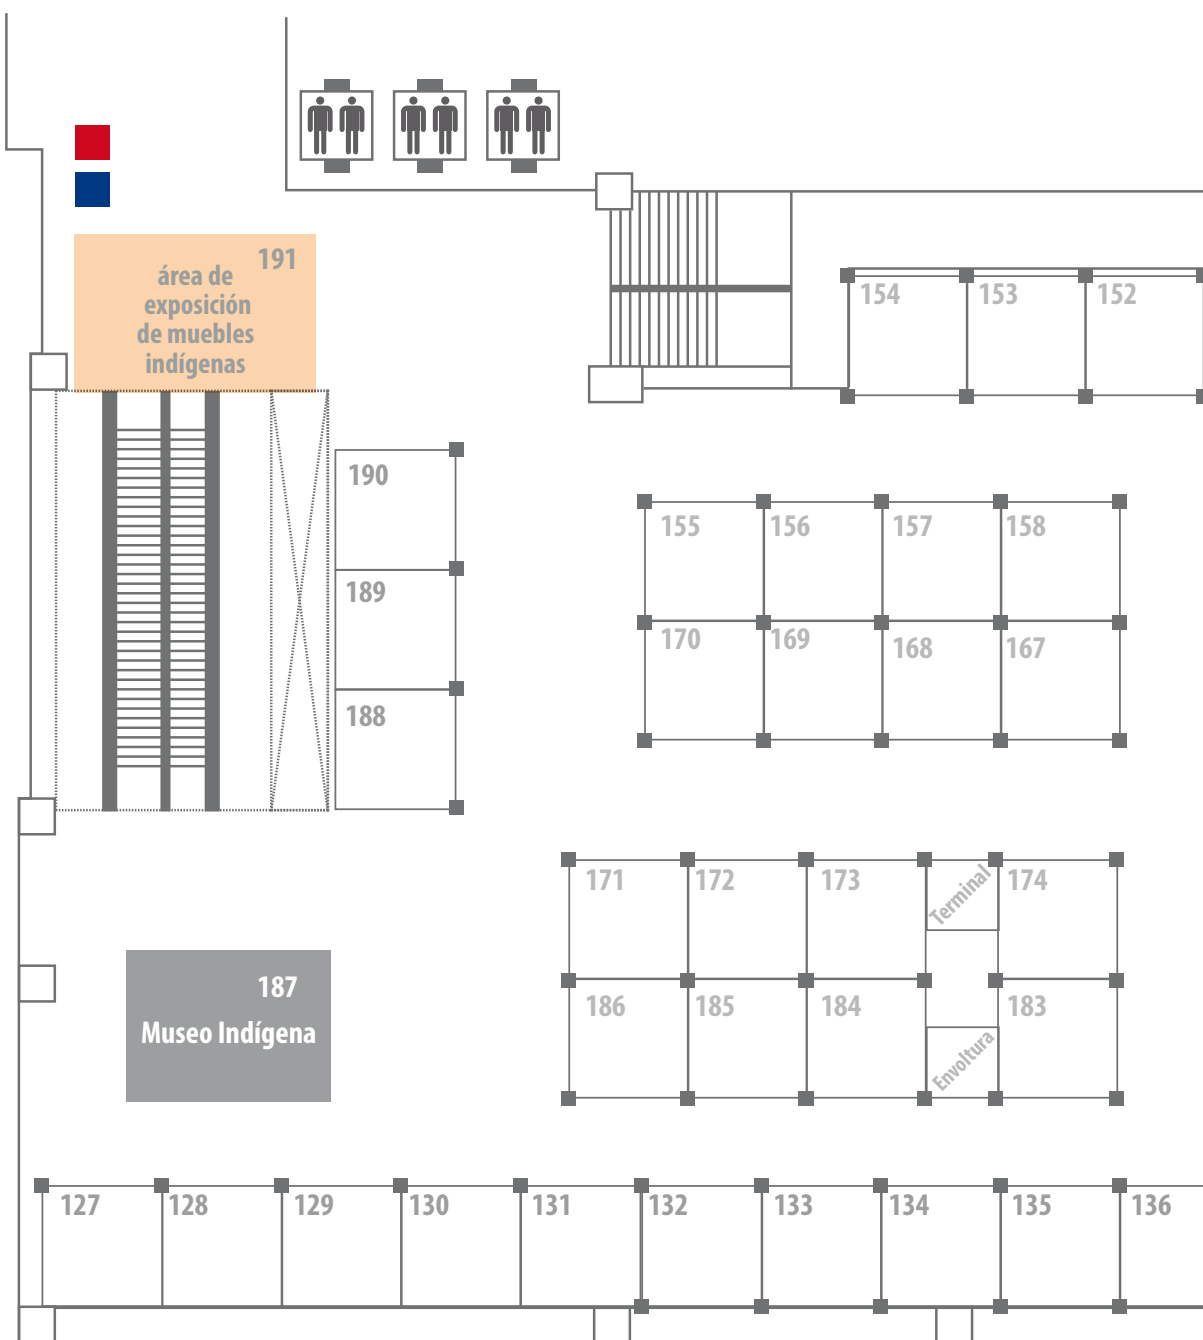 191
área de
exposición
de muebles
indígenas
154 153 152
190
155 156 157 158
189
170 169 168 167
188
171 172 173 Terminal 174
187
Museo Indígena
186 185 184 183
Envoltura
127 128 129 130 131 132 133 134 135 136